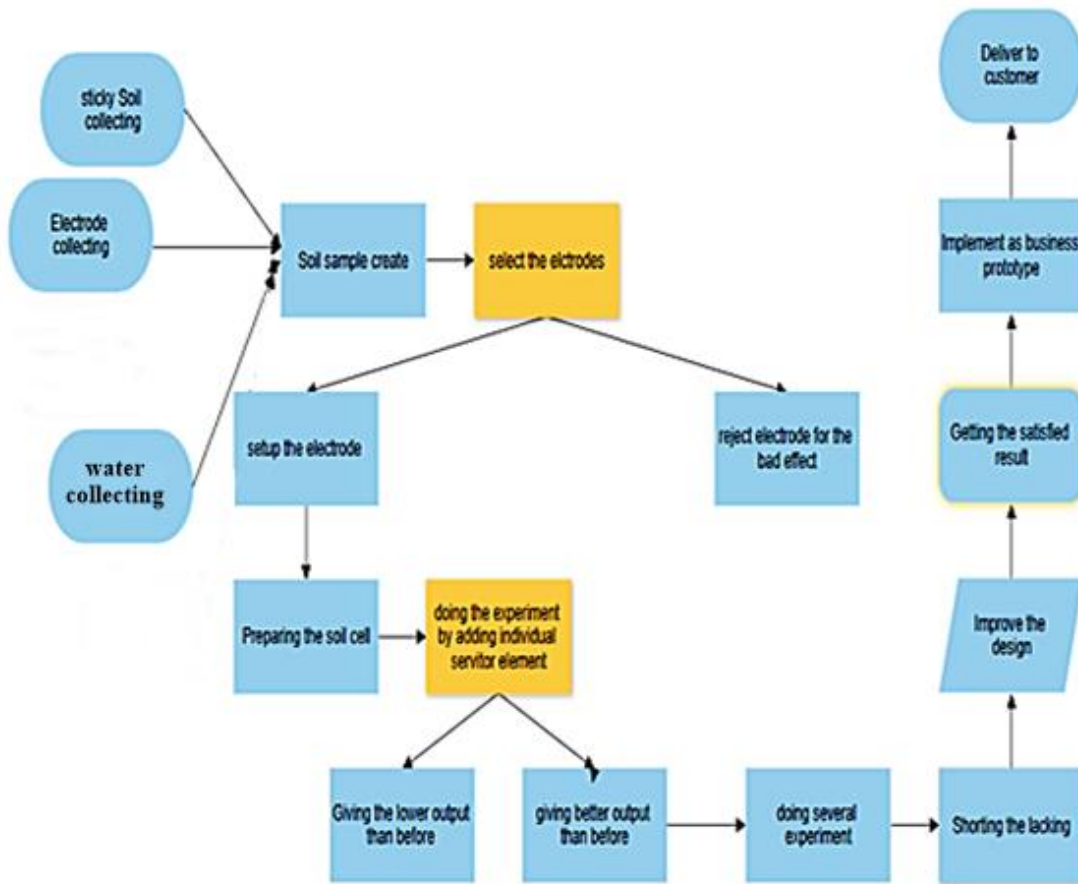 sticky Soil
collecting
Electrode
collecting
water
collecting
Soil sample create
select the elctrodes
setup the electrode
reject electrode for the
bad effect
Preparing the soil cell
doing the experiment
by adding individual
servitor element
Giving the lower output
than before
giving better output
than before
doing several
experiment
Shorting the lacking
Improve the
design
Getting the satisfied
result
Implement as business
prototype
Deliver to
customer